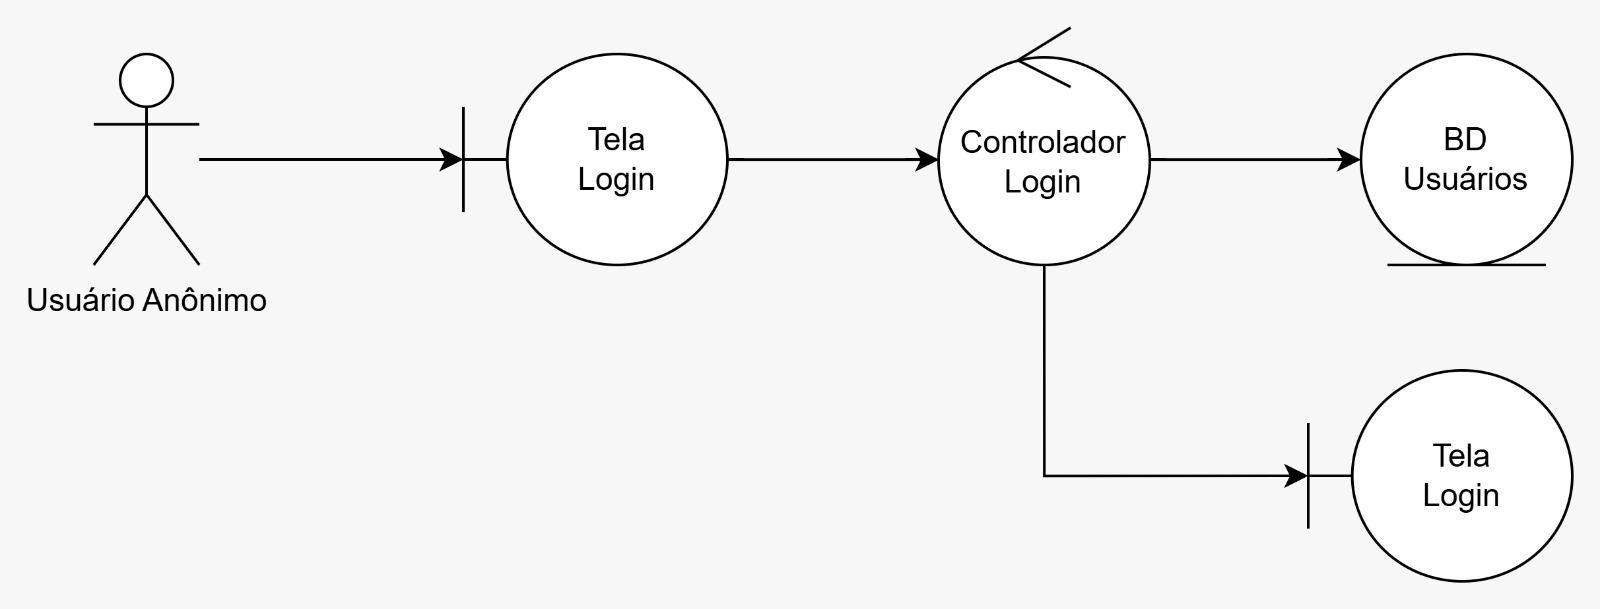 Tela
Login
Controlador
Login
BD
Usuários
Usuário Anônimo
Tela
Login